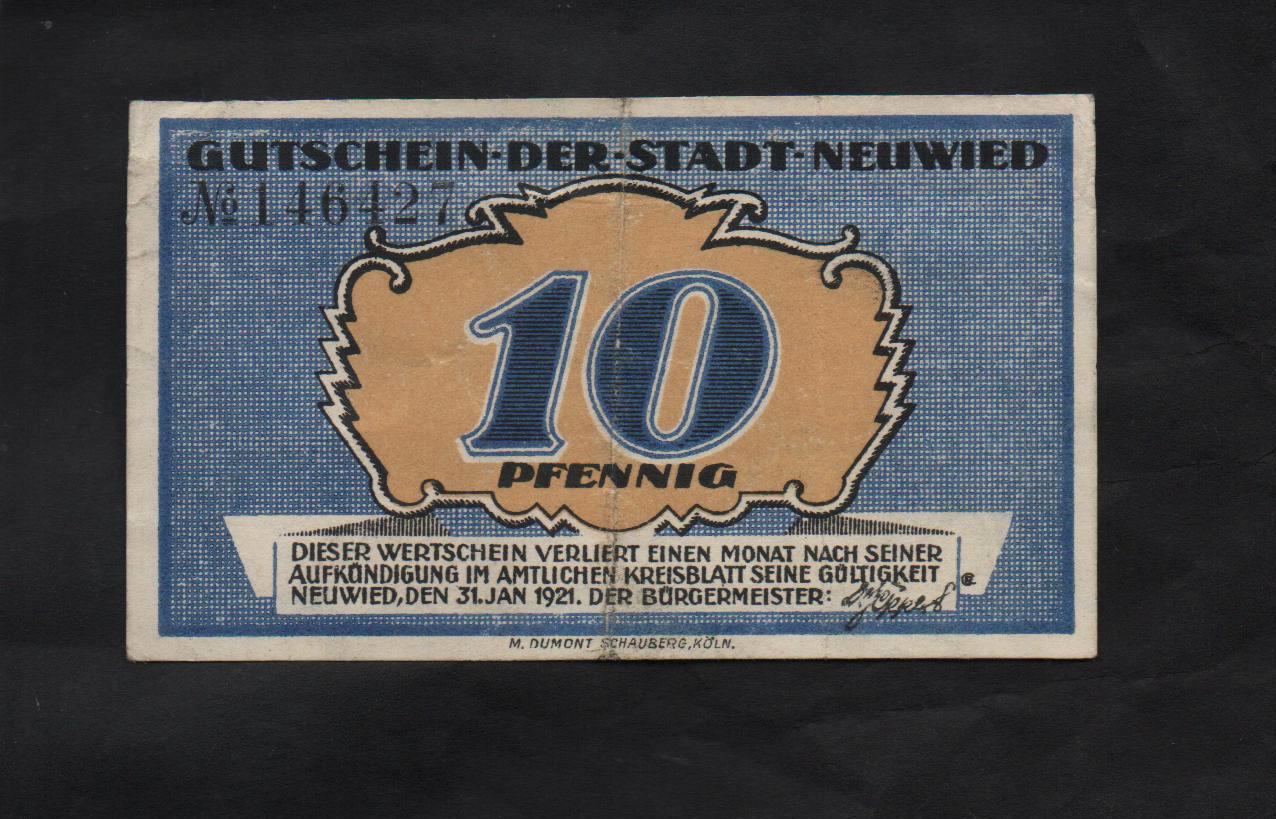 GUTSCHEIN·DER·STADT·NEUWIED
№ 146427
10
PFENNIG
DIESER WERTSCHEIN VERLIERT EINEN MONAT NACH SEINER
AUFKÜNDIGUNG IM AMTLICHEN KREISBLATT SEINE GÜLTIGKEIT
NEUWIED, DEN 31. JAN 1921. DER BÜRGERMEISTER:
M. DUMONT SCHAUBERG, KÖLN.